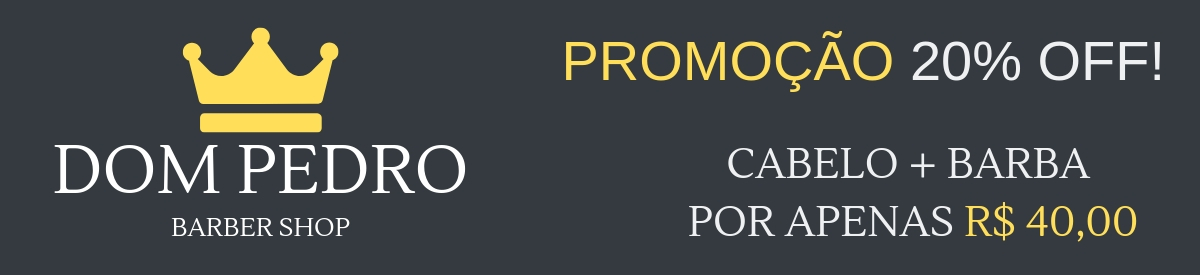 DOM PEDRO
BARBER SHOP
PROMOÇÃO 20% OFF!
CABELO + BARBA
POR APENAS R$ 40,00